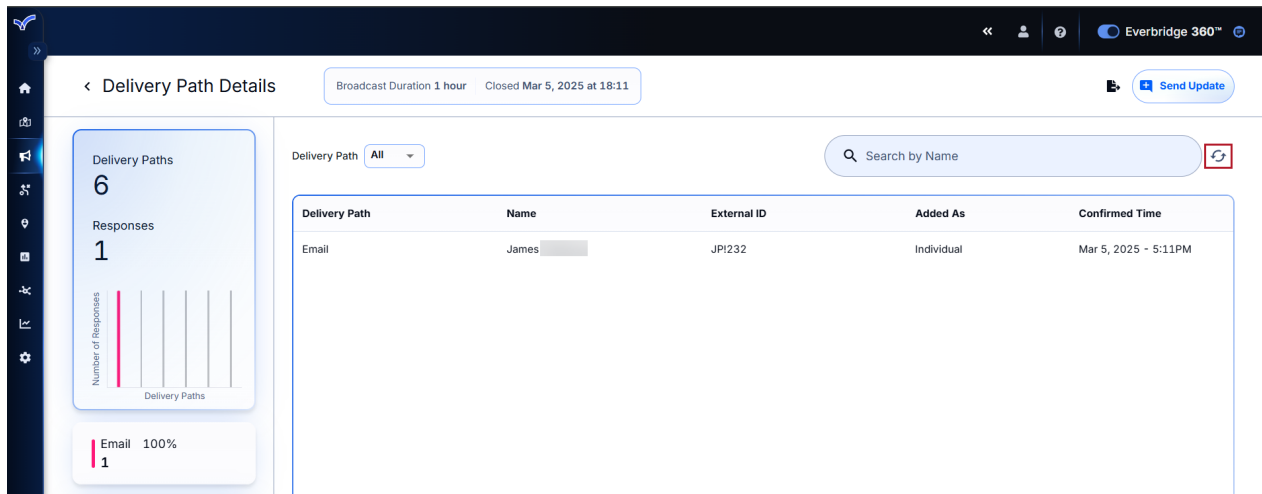 Everbridge 360™
Delivery Path Details
Broadcast Duration 1 hour Closed Mar 5, 2025 at 18:11
Send Update
Delivery Paths
6
Responses
1
Number of Responses
Delivery Paths
Email 100%
1
Delivery Path All
Search by Name
Delivery Path Name External ID Added As Confirmed Time
Email James JP!232 Individual Mar 5, 2025 - 5:11PM